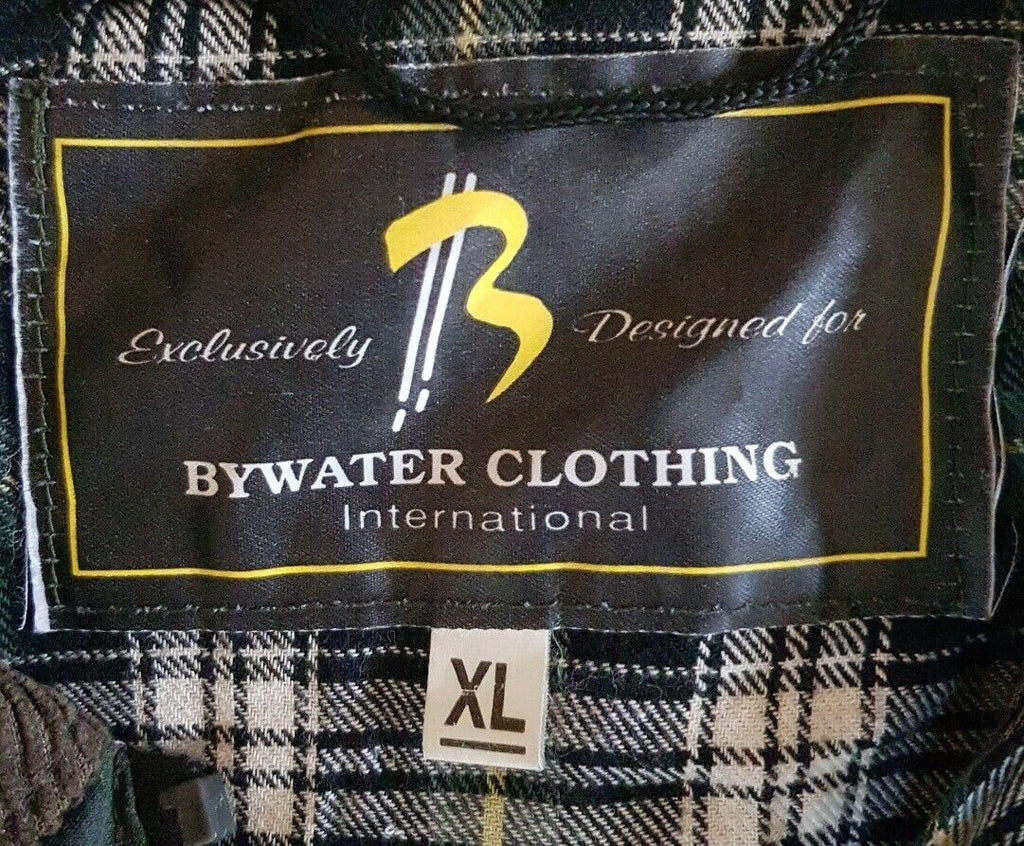 B
Exclusively Designed for
BYWATER CLOTHING
International
XL